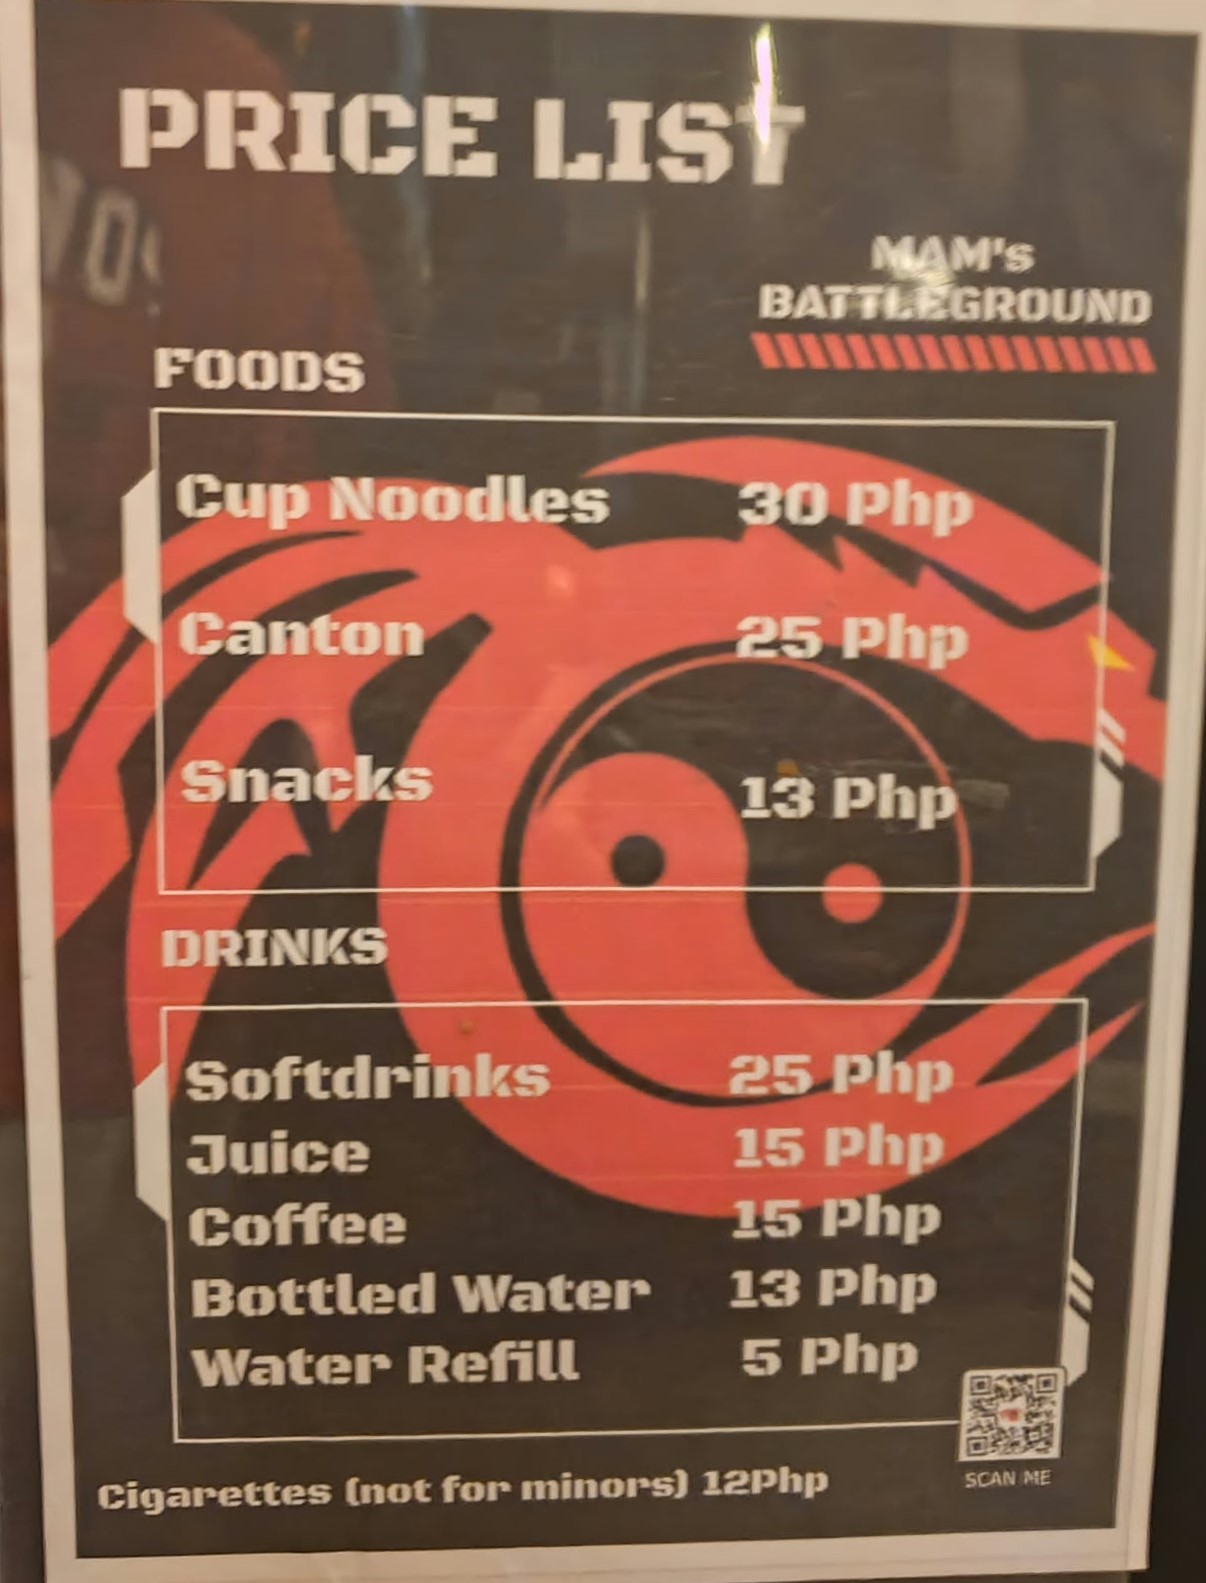 PRICE LIST
MAM's
BATTLEGROUND
FOODS
Cup Noodles 30 Php
Canton 25 Php
Snacks 13 Php
DRINKS
Softdrinks 25 Php
Juice 15 Php
Coffee 15 Php
Bottled Water 13 Php
Water Refill 5 Php
SCAN ME
Cigarettes (not for minors) 12Php